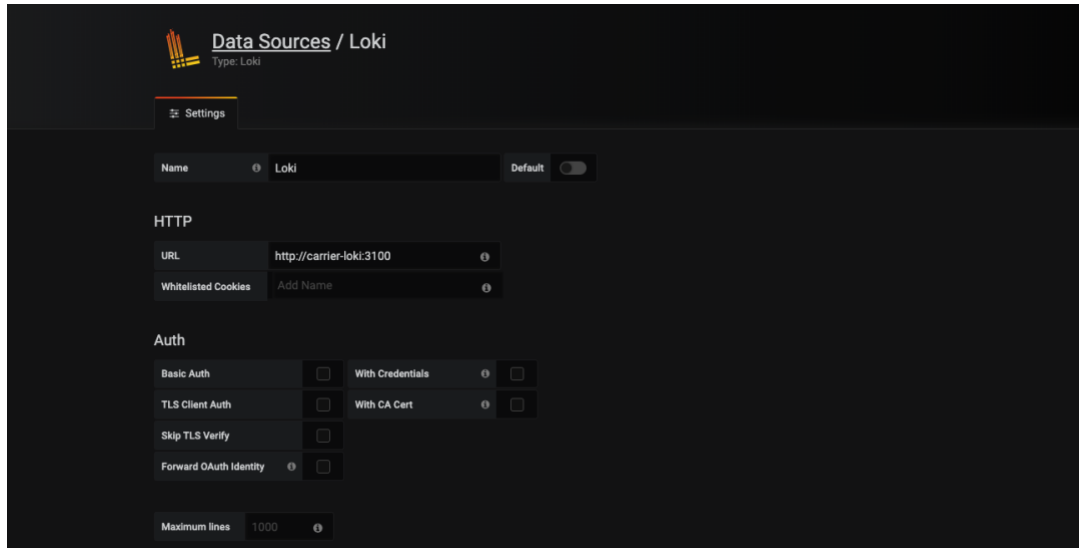 Data Sources / Loki
Type: Loki
Settings
Name Loki Default
HTTP
URL http://carrier-loki:3100
Whitelisted Cookies Add Name
Auth
Basic Auth With Credentials
TLS Client Auth With CA Cert
Skip TLS Verify
Forward OAuth Identity
Maximum lines 1000